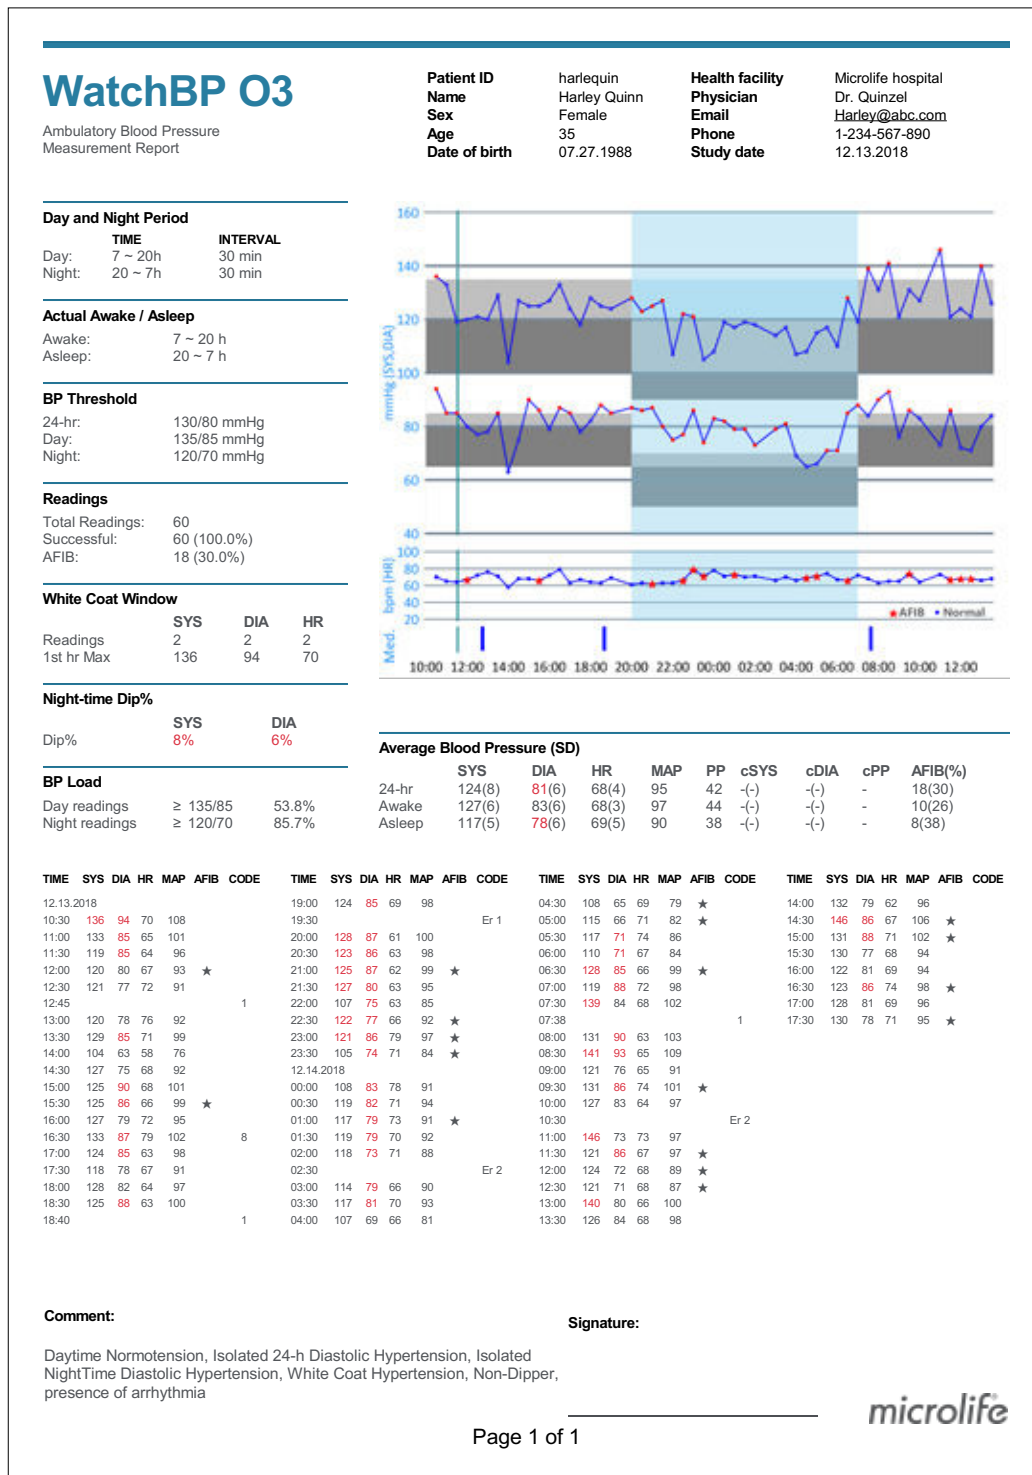 WatchBP O3
Ambulatory Blood Pressure
Measurement Report
Patient ID harlequin Health facility Microlife hospital
Name Harley Quinn Physician Dr. Quinzel
Sex Female Email Harley@abc.com
Age 35 Phone 1-234-567-890
Date of birth 07.27.1988 Study date 12.13.2018
Day and Night Period
TIME INTERVAL
Day: 7 ~ 20h 30 min
Night: 20 ~ 7h 30 min
Actual Awake / Asleep
Awake: 7 ~ 20 h
Asleep: 20 ~ 7 h
BP Threshold
24-hr: 130/80 mmHg
Day: 135/85 mmHg
Night: 120/70 mmHg
Readings
Total Readings: 60
Successful: 60 (100.0%)
AFIB: 18 (30.0%)
White Coat Window
SYS DIA HR
Readings 2 2 2
1st hr Max 136 94 70
Night-time Dip%
SYS DIA
Dip% 8% 6%
BP Load
Day readings ≥ 135/85 53.8%
Night readings ≥ 120/70 85.7%
mmHg (SYS,DIA)
160
140
120
100
80
60
40
bpm (HR)
100
80
60
40
20
★AFIB • Normal
Med.
10:00 12:00 14:00 16:00 18:00 20:00 22:00 00:00 02:00 04:00 06:00 08:00 10:00 12:00
Average Blood Pressure (SD)
SYS DIA HR MAP PP cSYS cDIA cPP AFIB(%)
24-hr 124(8) 81(6) 68(4) 95 42 -(-) -(-) - 18(30)
Awake 127(6) 83(6) 68(3) 97 44 -(-) -(-) - 10(26)
Asleep 117(5) 78(6) 69(5) 90 38 -(-) -(-) - 8(38)
TIME SYS DIA HR MAP AFIB CODE
12.13.2018
10:30 136 94 70 108
11:00 133 85 65 101
11:30 119 85 64 96
12:00 120 80 67 93 ★
12:30 121 77 72 91
12:45 1
13:00 120 78 76 92
13:30 129 85 71 99
14:00 104 63 58 76
14:30 127 75 68 92
15:00 125 90 68 101
15:30 125 86 66 99 ★
16:00 127 79 72 95
16:30 133 87 79 102 8
17:00 124 85 63 98
17:30 118 78 67 91
18:00 128 82 64 97
18:30 125 88 63 100
18:40 1
TIME SYS DIA HR MAP AFIB CODE
19:00 124 85 69 98
19:30 Er 1
20:00 128 87 61 100
20:30 123 86 63 98
21:00 125 87 62 99 ★
21:30 127 80 63 95
22:00 107 75 63 85
22:30 122 77 66 92 ★
23:00 121 86 79 97 ★
23:30 105 74 71 84 ★
12.14.2018
00:00 108 83 78 91
00:30 119 82 71 94
01:00 117 79 73 91 ★
01:30 119 79 70 92
02:00 118 73 71 88
02:30 Er 2
03:00 114 79 66 90
03:30 117 81 70 93
04:00 107 69 66 81
TIME SYS DIA HR MAP AFIB CODE
04:30 108 65 69 79 ★
05:00 115 66 71 82 ★
05:30 117 71 74 86
06:00 110 71 67 84
06:30 128 85 66 99 ★
07:00 119 88 72 98
07:30 139 84 68 102
07:38 1
08:00 131 90 63 103
08:30 141 93 65 109
09:00 121 76 65 91
09:30 131 86 74 101 ★
10:00 127 83 64 97
10:30 Er 2
11:00 146 73 73 97
11:30 121 86 67 97 ★
12:00 124 72 68 89 ★
12:30 121 71 68 87 ★
13:00 140 80 66 100
13:30 126 84 68 98
TIME SYS DIA HR MAP AFIB CODE
14:00 132 79 62 96
14:30 146 86 67 106 ★
15:00 131 88 71 102 ★
15:30 130 77 68 94
16:00 122 81 69 94
16:30 123 86 74 98 ★
17:00 128 81 69 96
17:30 130 78 71 95 ★
Comment:
Signature:
Daytime Normotension, Isolated 24-h Diastolic Hypertension, Isolated
NightTime Diastolic Hypertension, White Coat Hypertension, Non-Dipper,
presence of arrhythmia
microlife
Page 1 of 1